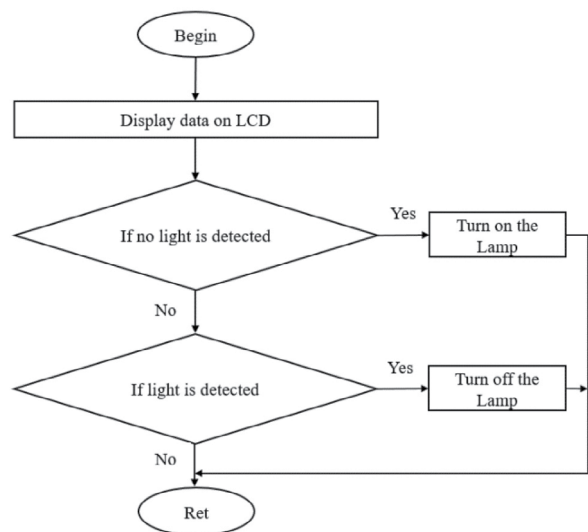 Begin
Display data on LCD
If no light is detected
Yes
Turn on the
Lamp
No
If light is detected
Yes
Turn off the
Lamp
No
Ret